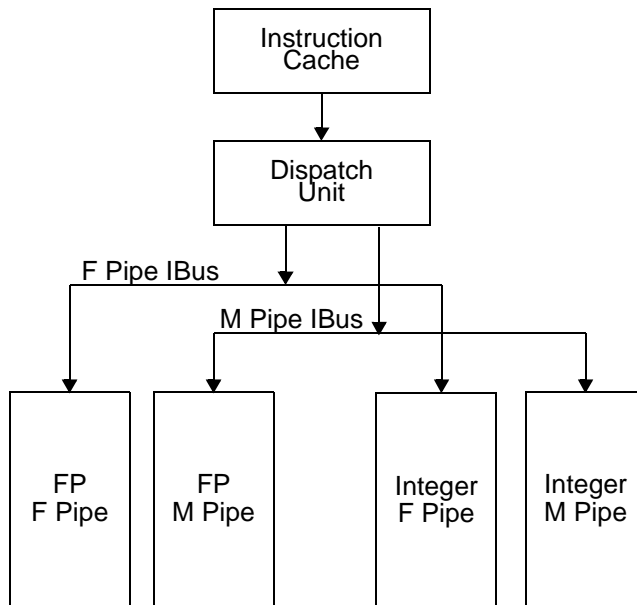 Instruction
Cache
Dispatch
Unit
F Pipe IBus
M Pipe IBus
FP
F Pipe
FP
M Pipe
Integer
F Pipe
Integer
M Pipe